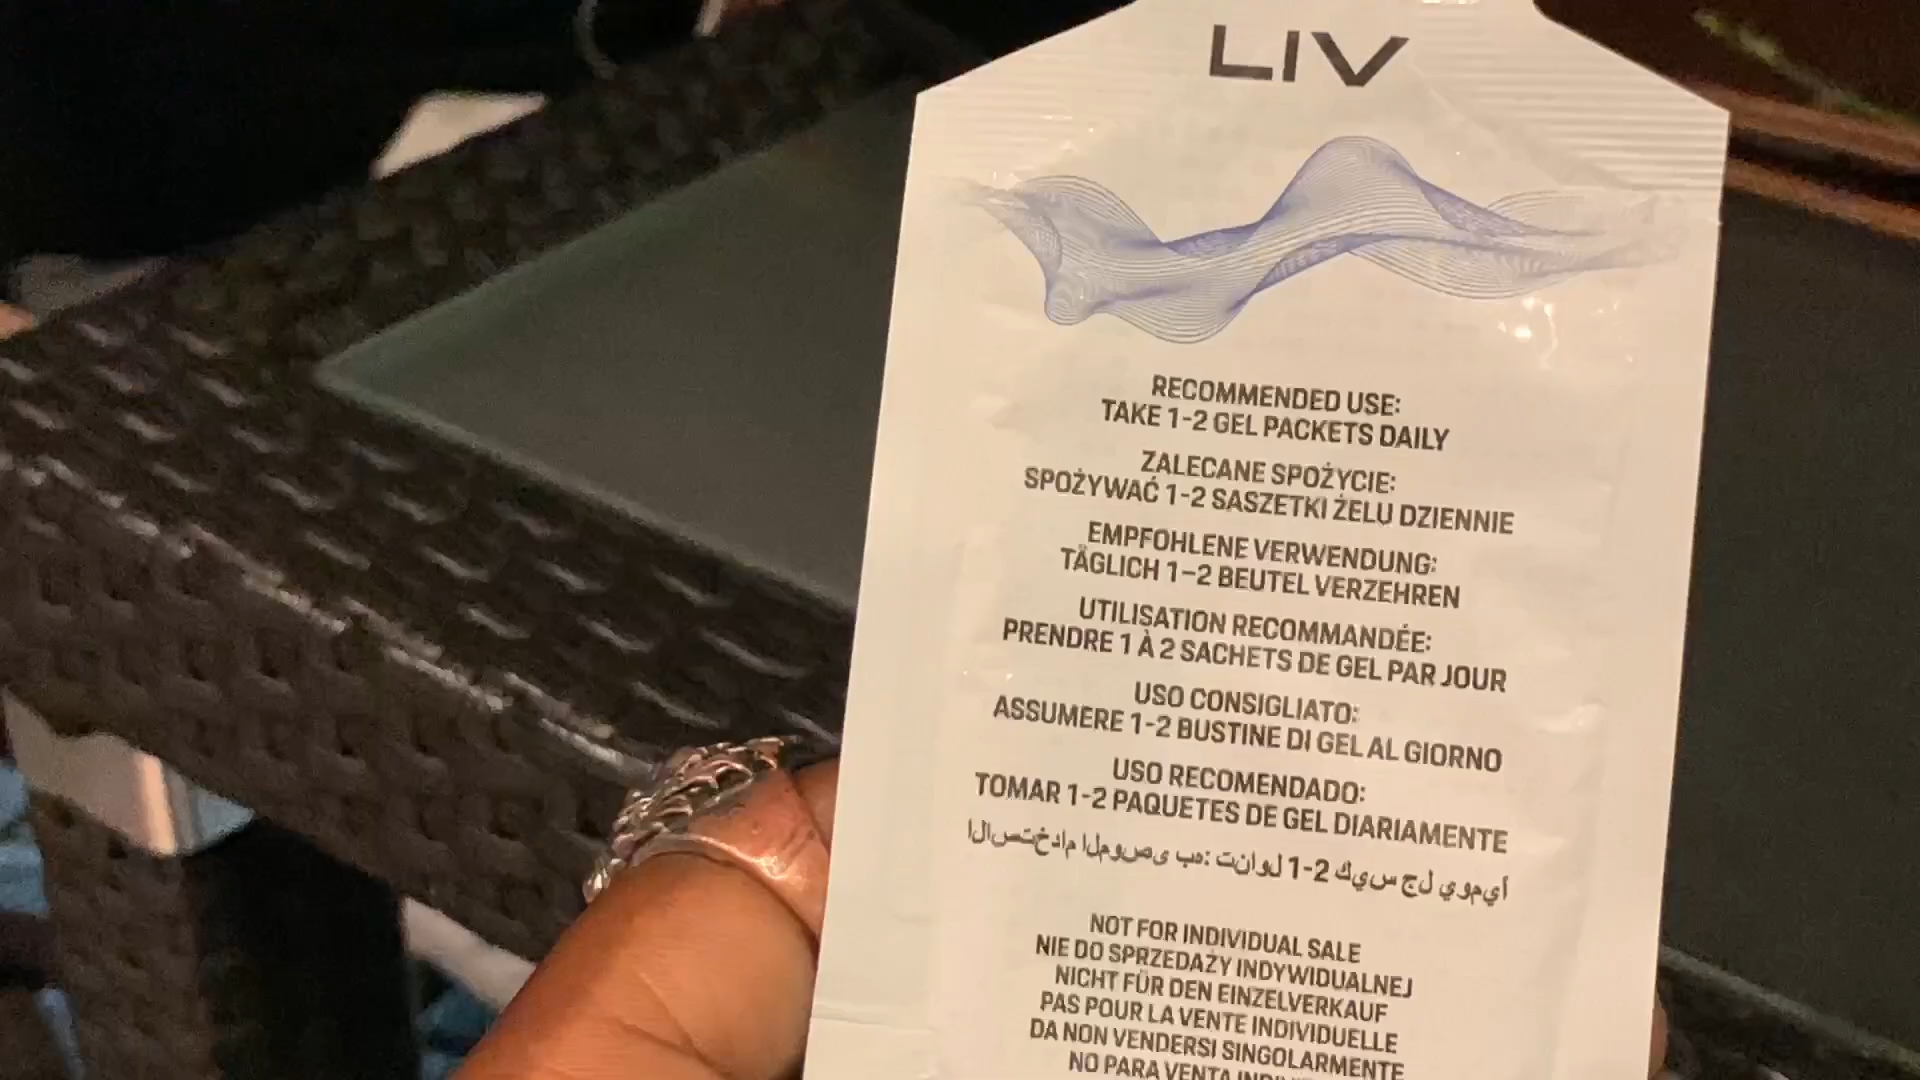 LIV
RECOMMENDED USE:
TAKE 1-2 GEL PACKETS DAILY
ZALECANE SPOŻYCIE:
SPOŻYWAĆ 1-2 SASZETKI ŻELU DZIENNIE
EMPFOHLENE VERWENDUNG:
TÄGLICH 1–2 BEUTEL VERZEHREN
UTILISATION RECOMMANDÉE:
PRENDRE 1 À 2 SACHETS DE GEL PAR JOUR
USO CONSIGLIATO:
ASSUMERE 1-2 BUSTINE DI GEL AL GIORNO
USO RECOMENDADO:
TOMAR 1-2 PAQUETES DE GEL DIARIAMENTE
الاستخدام الموصى به: تناول 1-2 كيس جل يوميأ
NOT FOR INDIVIDUAL SALE
NIE DO SPRZEDAŻY INDYWIDUALNEJ
NICHT FÜR DEN EINZELVERKAUF
PAS POUR LA VENTE INDIVIDUELLE
DA NON VENDERSI SINGOLARMENTE
NO PARA VENTA